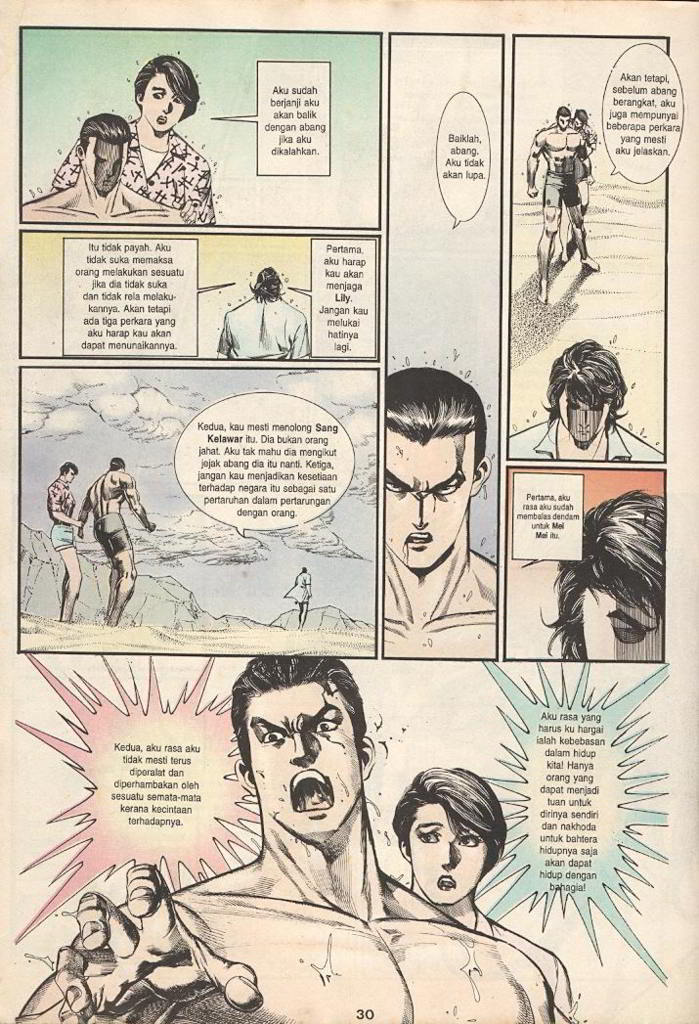 Aku sudah
berjanji aku
akan balik
dengan abang
jika aku
dikalahkan.
Itu tidak payah. Aku
tidak suka memaksa
orang melakukan sesuatu
jika dia tidak suka
dan tidak rela melaku-
kannya. Akan tetapi
ada tiga perkara yang
aku harap kau akan
dapat menunaikannya.
Pertama,
aku harap
kau akan
menjaga
Lily.
Jangan kau
melukai
hatinya
lagi.
Kedua, kau mesti menolong Sang
Kelawar itu. Dia bukan orang
jahat. Aku tak mahu dia mengikut
jejak abang dia itu nanti. Ketiga,
jangan kau menjadikan kesetiaan
terhadap negara itu sebagai satu
pertaruhan dalam pertarungan
dengan orang.
Baiklah,
abang.
Aku tidak
akan lupa.
Akan tetapi,
sebelum abang
berangkat, aku
juga mempunyai
beberapa perkara
yang mesti
aku jelaskan.
Pertama, aku
rasa aku sudah
membalas dendam
untuk Mei
Mei itu.
Kedua, aku rasa aku
tidak mesti terus
diperalat dan
diperhambakan oleh
sesuatu semata-mata
kerana kecintaan
terhadapnya.
Aku rasa yang
harus ku hargai
ialah kebebasan
dalam hidup
kita! Hanya
orang yang
dapat menjadi
tuan untuk
dirinya sendiri
dan nakhoda
untuk bahtera
hidupnya saja
akan dapat
hidup dengan
bahagia!
30